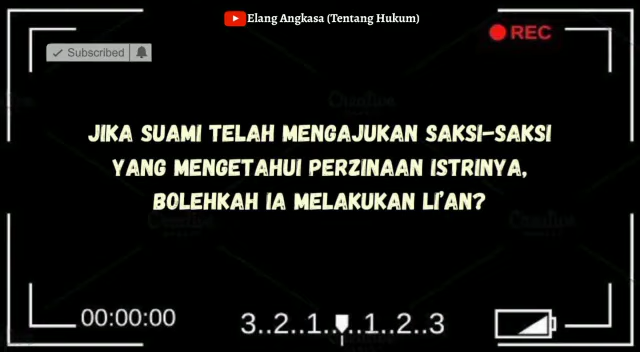 Elang Angkasa (Tentang Hukum)
REC
Subscribed
JIKA SUAMI TELAH MENGAJUKAN SAKSI-SAKSI
YANG MENGETAHUI PERZINAAN ISTRINYA,
BOLEHKAH IA MELAKUKAN LI'AN?
00:00:00
3..2..1.....1..2..3